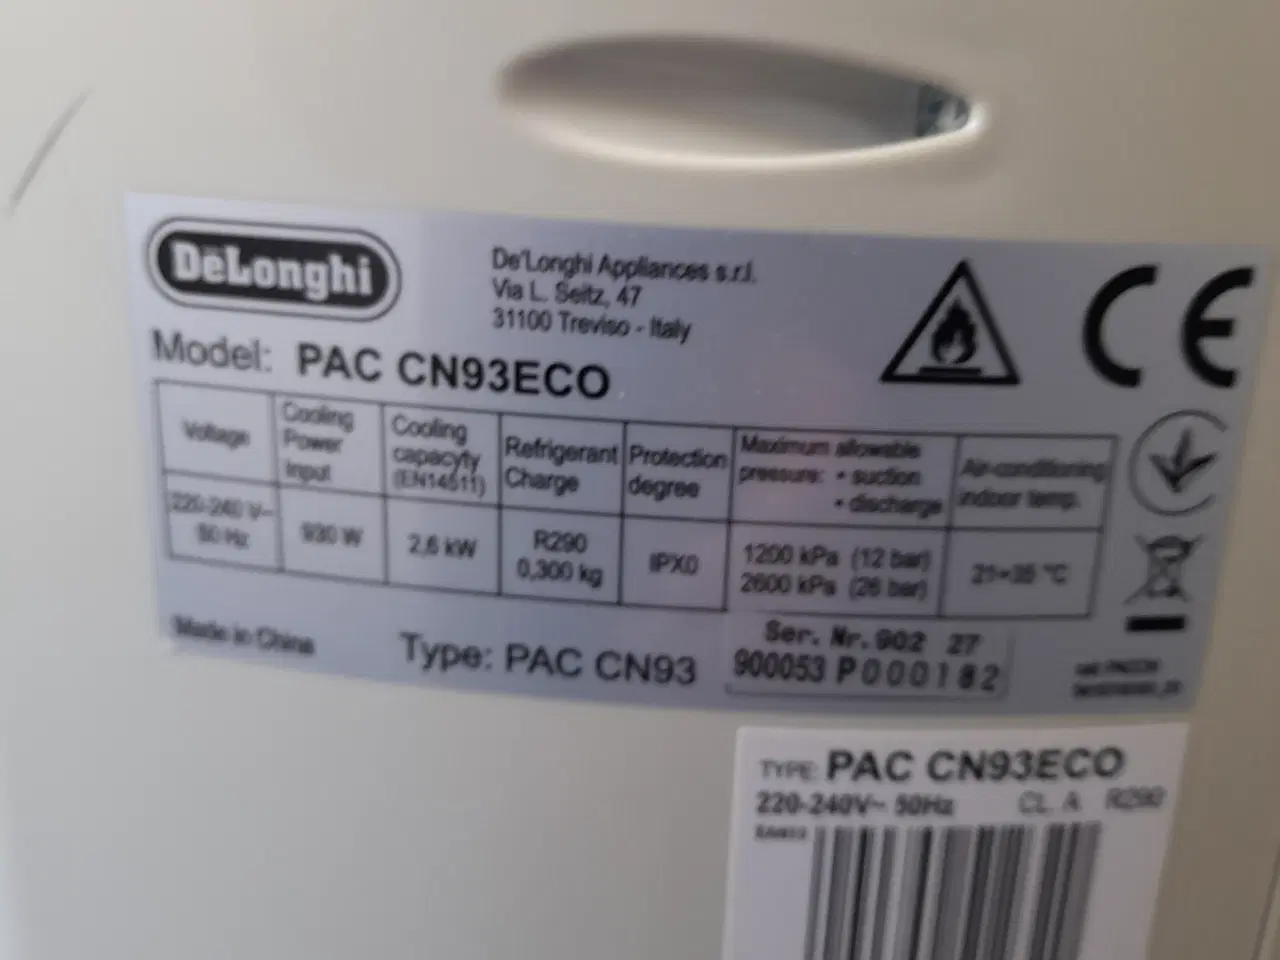 DeLonghi
De'Longhi Appliances s.r.l.
Via L. Seitz, 47
31100 Treviso - Italy
Model: PAC CN93ECO
CE
Voltage
Cooling
Power
Input
Cooling
capacyty
(EN14511)
Refrigerant
Charge
Protection
degree
Maximum allowable
pressure: • suction
• discharge
Air-conditioning
indoor temp.
220-240 V~
50 Hz
930 W
2,6 kW
R290
0,300 kg
IPX0
1200 kPa (12 bar)
2600 kPa (26 bar)
21÷35 °C
Made in China
Type: PAC CN93
Ser. Nr. 902 27
900053 P000182
TYPE: PAC CN93ECO
220-240V~ 50Hz CL. A R290